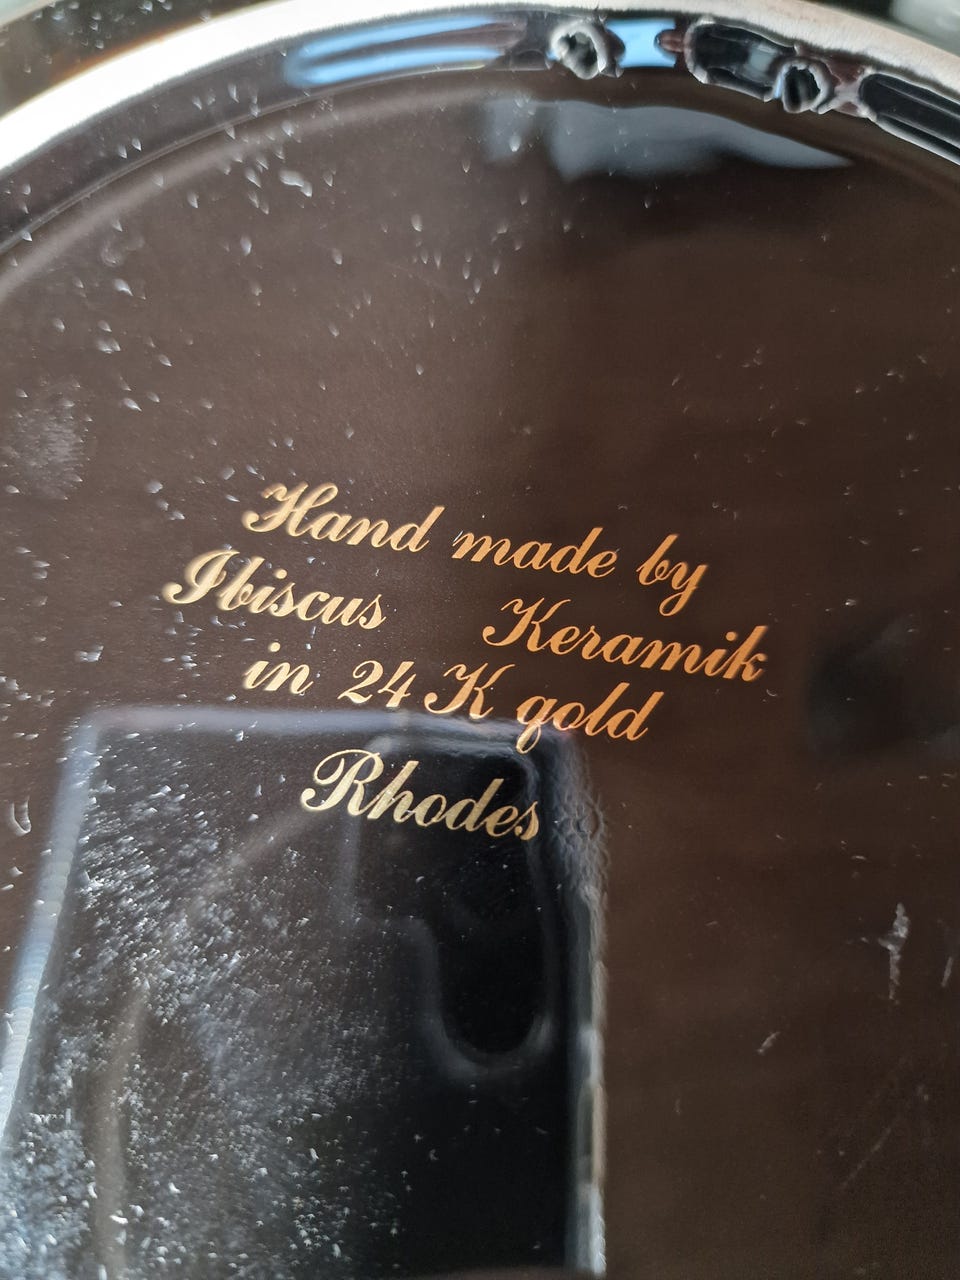 Hand made by
Ibiscus Keramik
in 24 K gold
Rhodes